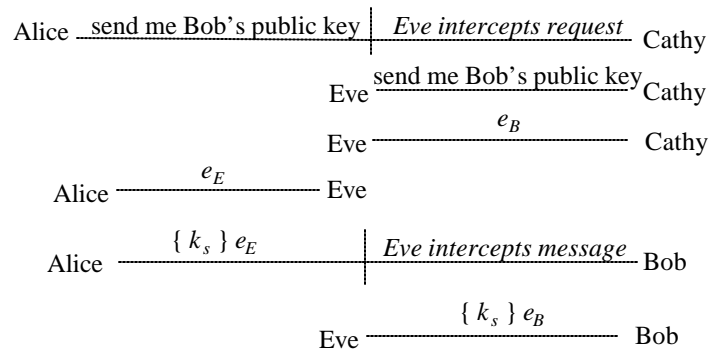 Alice send me Bob's public key Eve intercepts request Cathy
Eve send me Bob's public key Cathy
Eve e_B Cathy
Alice e_E Eve
Alice { k_s } e_E Eve intercepts message Bob
Eve { k_s } e_B Bob